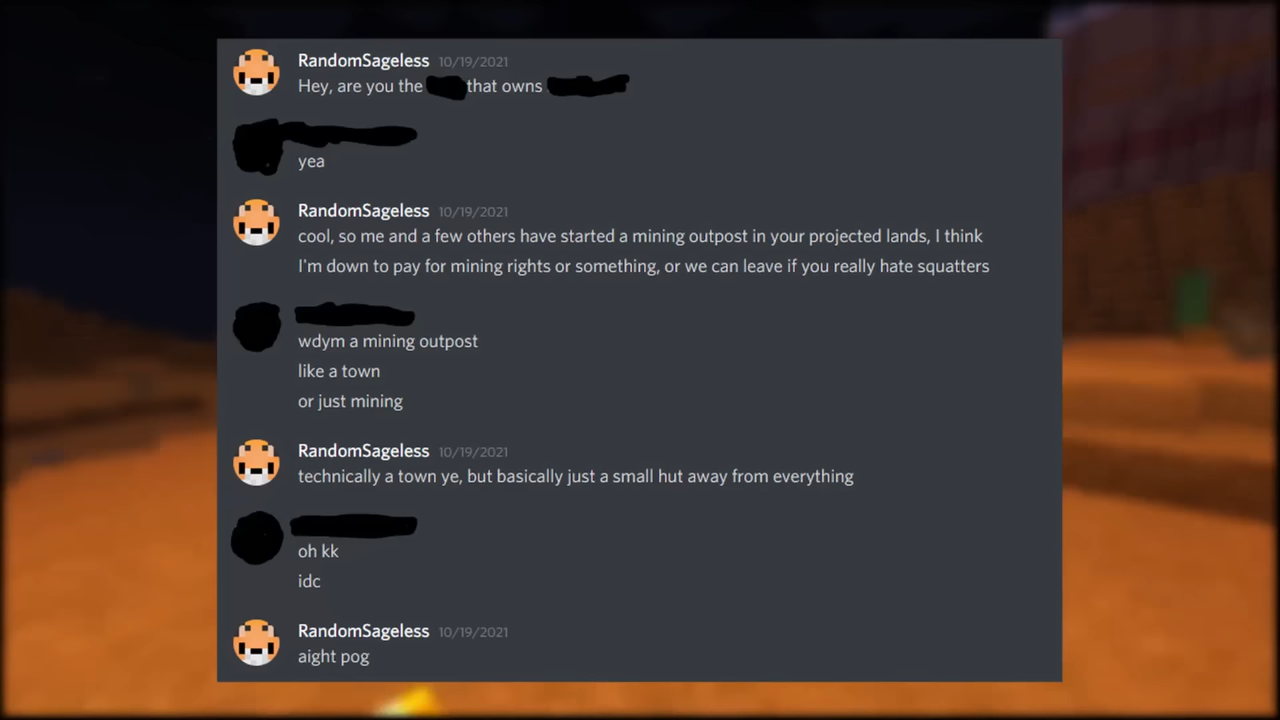 RandomSageless 10/19/2021
Hey, are you the that owns
yea
RandomSageless 10/19/2021
cool, so me and a few others have started a mining outpost in your projected lands, I think
I'm down to pay for mining rights or something, or we can leave if you really hate squatters
wdym a mining outpost
like a town
or just mining
RandomSageless 10/19/2021
technically a town ye, but basically just a small hut away from everything
oh kk
idc
RandomSageless 10/19/2021
aight pog